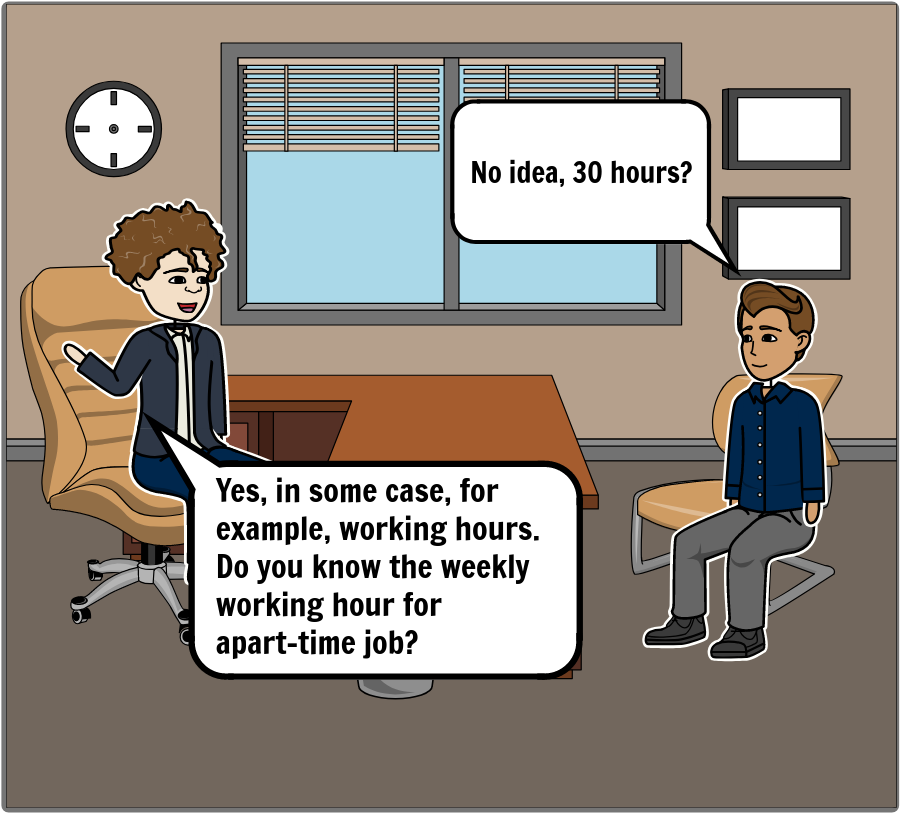 Yes, in some case, for
example, working hours.
Do you know the weekly
working hour for
apart-time job?
No idea, 30 hours?